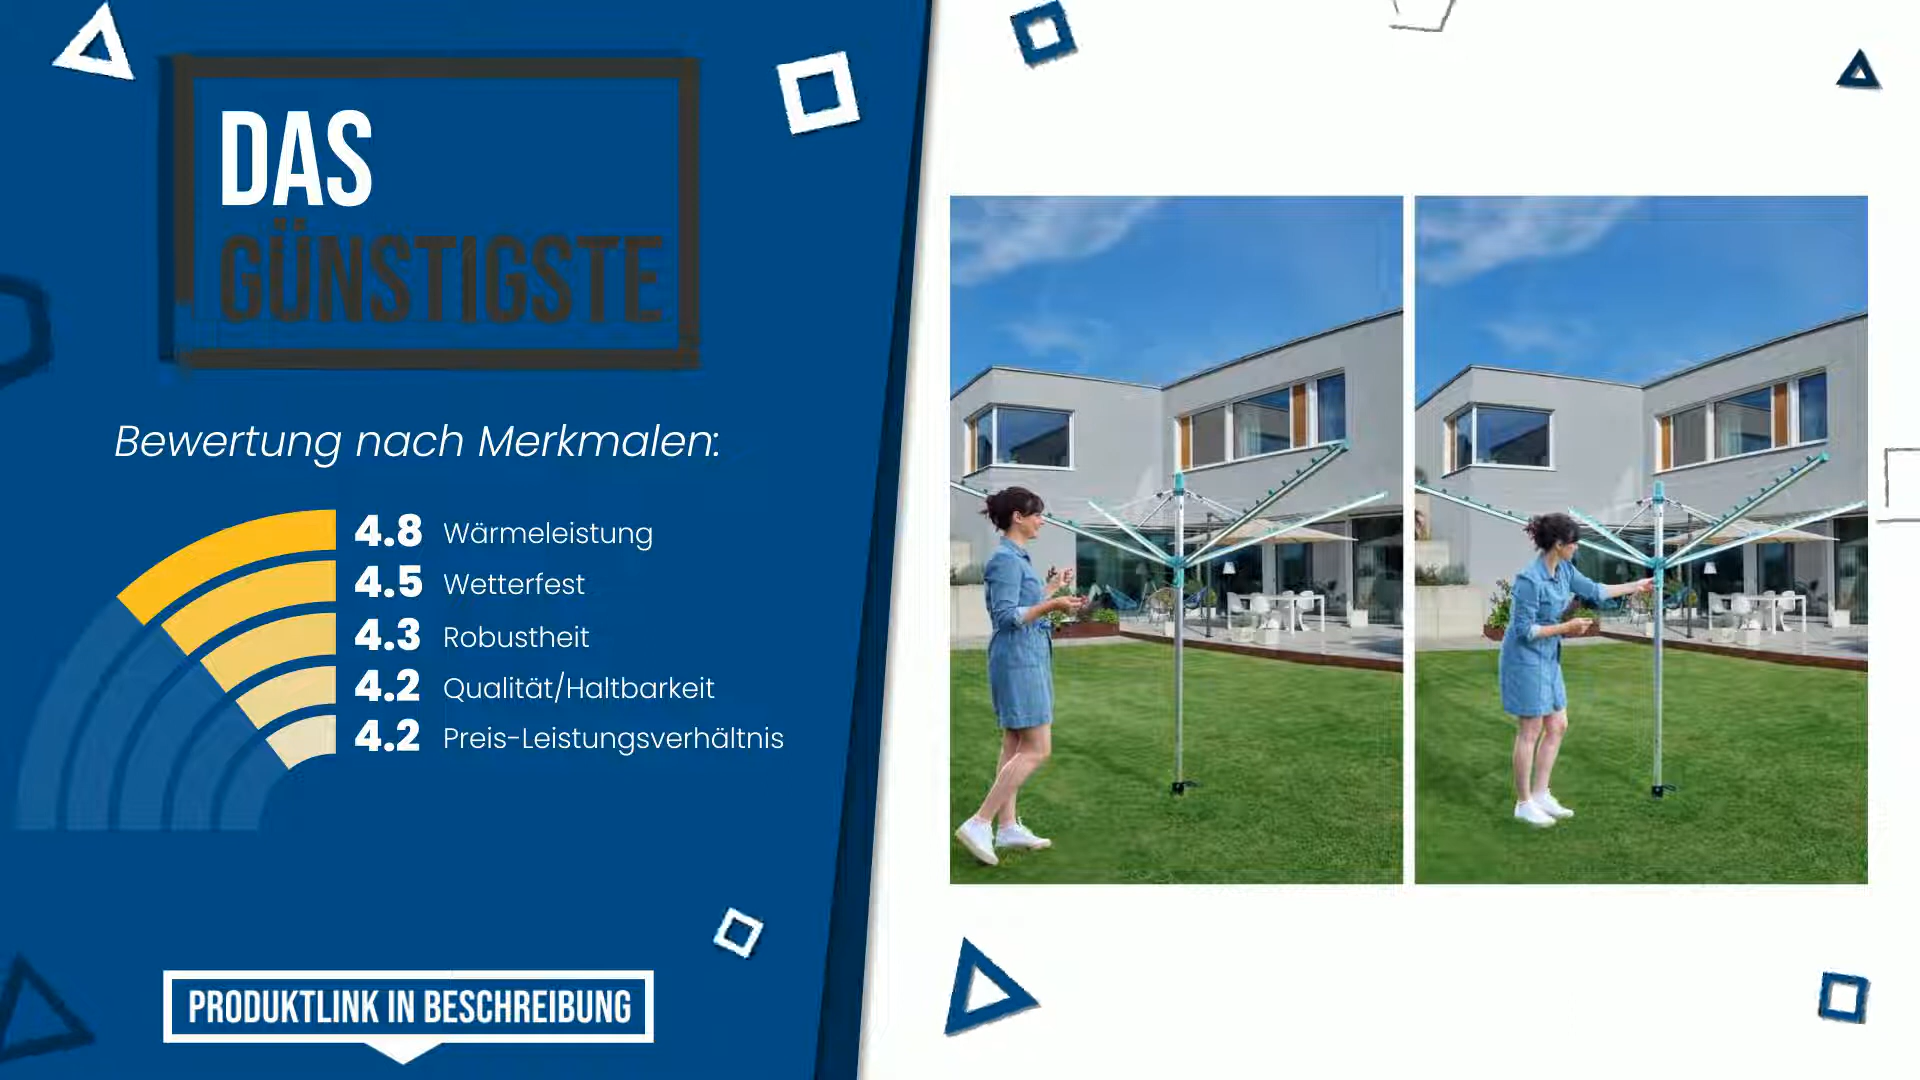 DAS
GÜNSTIGSTE
Bewertung nach Merkmalen:
4.8 Wärmeleistung
4.5 Wetterfest
4.3 Robustheit
4.2 Qualität/Haltbarkeit
4.2 Preis-Leistungsverhältnis
PRODUKTLINK IN BESCHREIBUNG